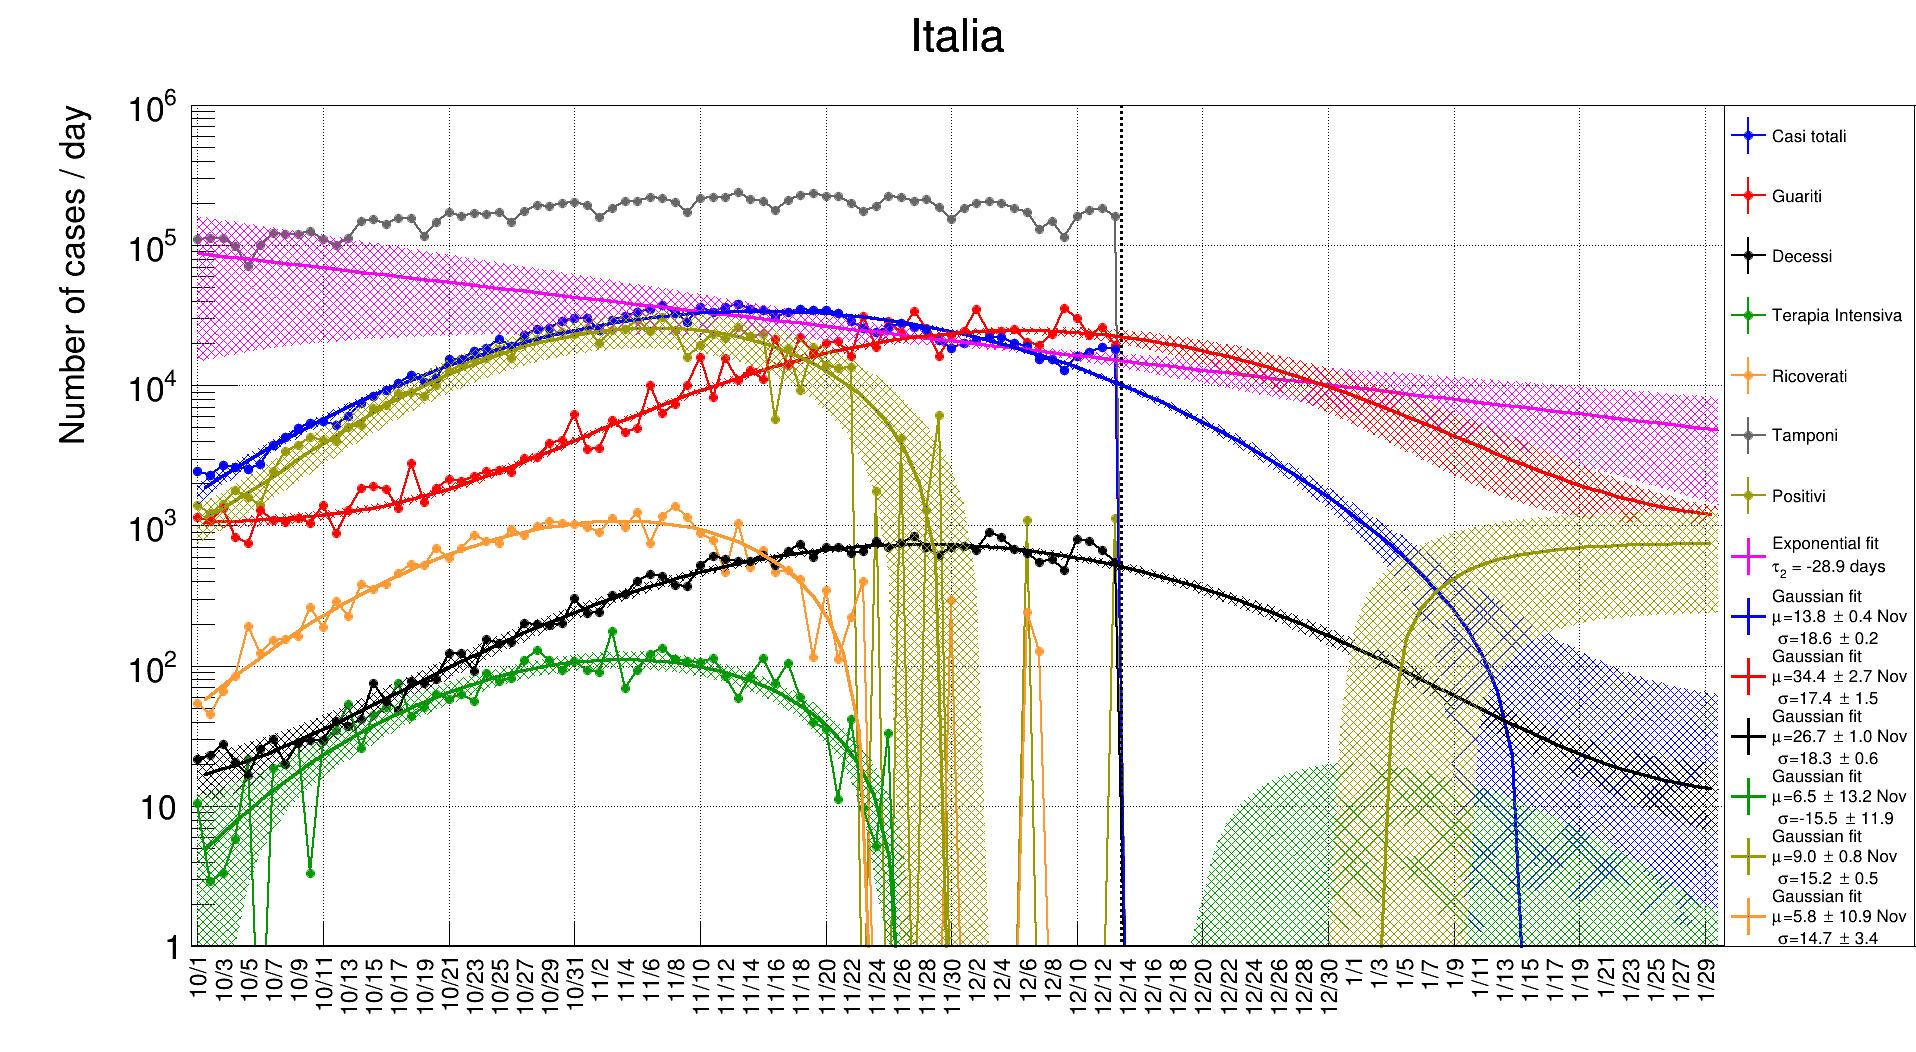 Italia
Number of cases / day
10^6
10^5
10^4
10^3
10^2
10
1
10/1 10/3 10/5 10/7 10/9 10/11 10/13 10/15 10/17 10/19 10/21 10/23 10/25 10/27 10/29 10/31 11/2 11/4 11/6 11/8 11/10 11/12 11/14 11/16 11/18 11/20 11/22 11/24 11/26 11/28 11/30 12/2 12/4 12/6 12/8 12/10 12/12 12/14 12/16 12/18 12/20 12/22 12/24 12/26 12/28 12/30 1/1 1/3 1/5 1/7 1/9 1/11 1/13 1/15 1/17 1/19 1/21 1/23 1/25 1/27 1/29
Casi totali
Guariti
Decessi
Terapia Intensiva
Ricoverati
Tamponi
Positivi
Exponential fit
τ₂ = -28.9 days
Gaussian fit
μ=13.8 ± 0.4 Nov
σ=18.6 ± 0.2
Gaussian fit
μ=34.4 ± 2.7 Nov
σ=17.4 ± 1.5
Gaussian fit
μ=26.7 ± 1.0 Nov
σ=18.3 ± 0.6
Gaussian fit
μ=6.5 ± 13.2 Nov
σ=-15.5 ± 11.9
Gaussian fit
μ=9.0 ± 0.8 Nov
σ=15.2 ± 0.5
Gaussian fit
μ=5.8 ± 10.9 Nov
σ=14.7 ± 3.4